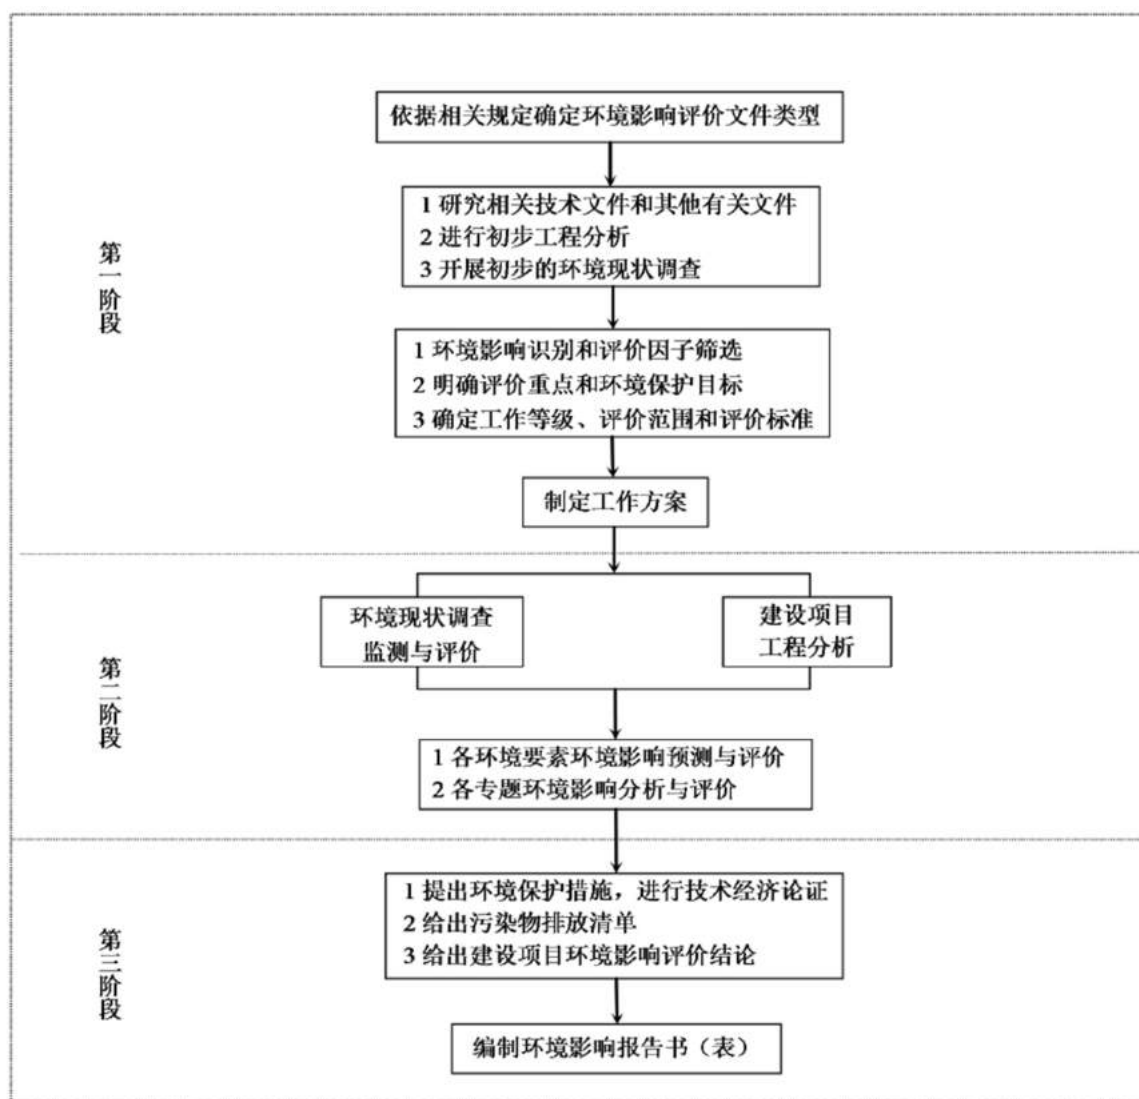 依据相关规定确定环境影响评价文件类型
1 研究相关技术文件和其他有关文件
2 进行初步工程分析
3 开展初步的环境现状调查
第一阶段
1 环境影响识别和评价因子筛选
2 明确评价重点和环境保护目标
3 确定工作等级、评价范围和评价标准
制定工作方案
环境现状调查
监测与评价
建设项目
工程分析
第二阶段
1 各环境要素环境影响预测与评价
2 各专题环境影响分析与评价
1 提出环境保护措施，进行技术经济论证
2 给出污染物排放清单
3 给出建设项目环境影响评价结论
第三阶段
编制环境影响报告书（表）